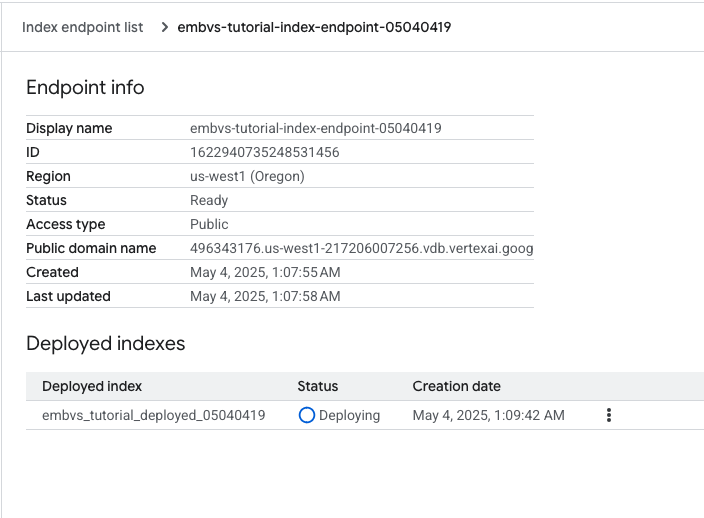 Index endpoint list > embvs-tutorial-index-endpoint-05040419
Endpoint info
Display name embvs-tutorial-index-endpoint-05040419
ID 1622940735248531456
Region us-west1 (Oregon)
Status Ready
Access type Public
Public domain name 496343176.us-west1-217206007256.vdb.vertexai.goog
Created May 4, 2025, 1:07:55 AM
Last updated May 4, 2025, 1:07:58 AM
Deployed indexes
Deployed index Status Creation date
embvs_tutorial_deployed_05040419 Deploying May 4, 2025, 1:09:42 AM